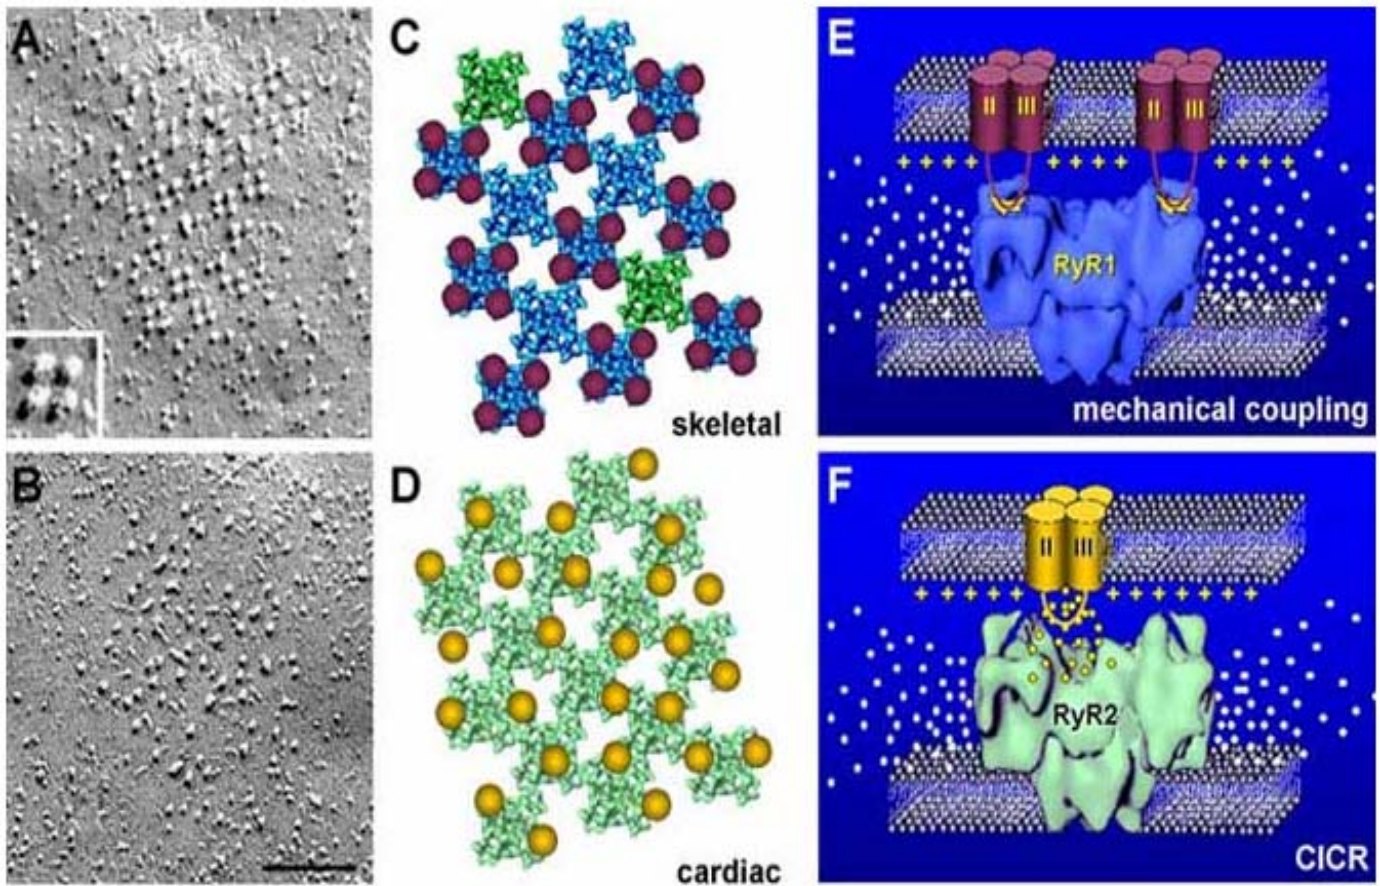 A
C
skeletal
E
II III
II III
+ + + +
+ + + +
+ + + +
RyR1
mechanical coupling
B
D
cardiac
F
II III
+ + + + +
+ + + + + + + +
RyR2
CICR